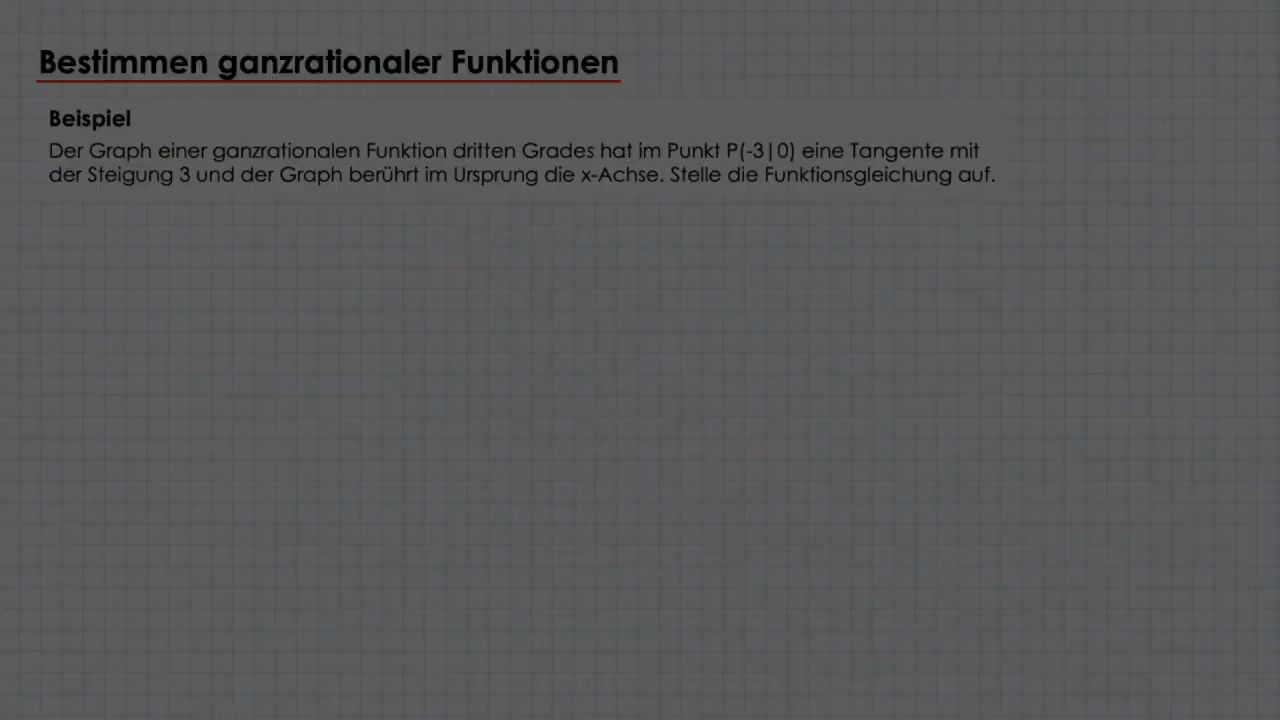 Bestimmen ganzrationaler Funktionen
Beispiel
Der Graph einer ganzrationalen Funktion dritten Grades hat im Punkt P(-3|0) eine Tangente mit
der Steigung 3 und der Graph berührt im Ursprung die x-Achse. Stelle die Funktionsgleichung auf.